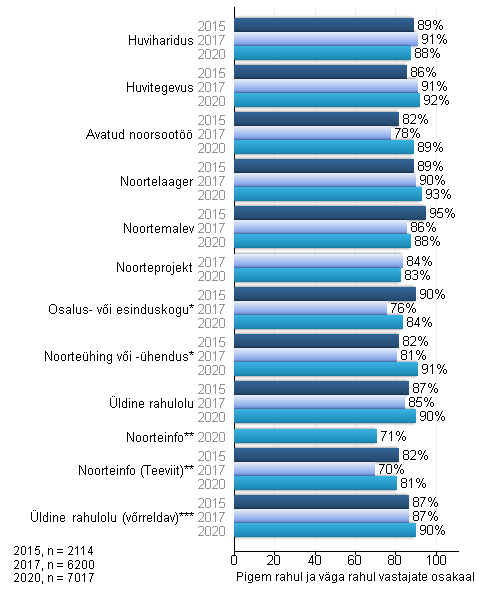 2015 89%
Huviharidus 2017 91%
2020 88%
2015 86%
Huvitegevus 2017 91%
2020 92%
2015 82%
Avatud noorsootöö 2017 78%
2020 89%
2015 89%
Noortelaager 2017 90%
2020 93%
2015 95%
Noortemalev 2017 86%
2020 88%
Noorteprojekt 2017 84%
2020 83%
2015 90%
Osalus- või esinduskogu* 2017 76%
2020 84%
2015 82%
Noorteühing või -ühendus* 2017 81%
2020 91%
2015 87%
Üldine rahulolu 2017 85%
2020 90%
Noorteinfo** 2020 71%
2015 82%
Noorteinfo (Teeviit)** 2017 70%
2020 81%
2015 87%
Üldine rahulolu (võrreldav)*** 2017 87%
2020 90%
0 20 40 60 80 100
Pigem rahul ja väga rahul vastajate osakaal
2015, n = 2114
2017, n = 6200
2020, n = 7017